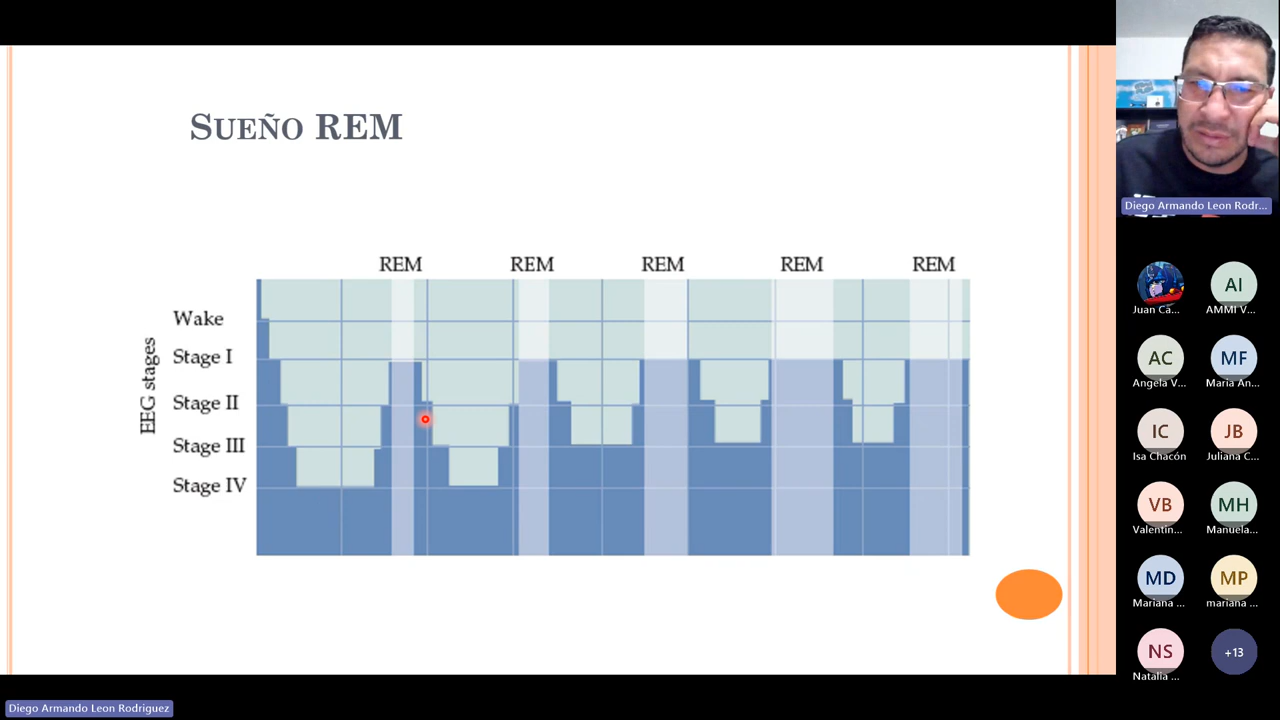 SUEÑO REM
REM REM REM REM REM
EEG stages
Wake
Stage I
Stage II
Stage III
Stage IV
Diego Armando Leon Rodr...
Juan Ca...
AI
AMMI V...
AC
Angela V...
MF
Maria An...
IC
Isa Chacón
JB
Juliana C...
VB
Valentin...
MH
Manuela...
MD
Mariana ...
MP
mariana ...
NS
Natalia ...
+13
Diego Armando Leon Rodriguez